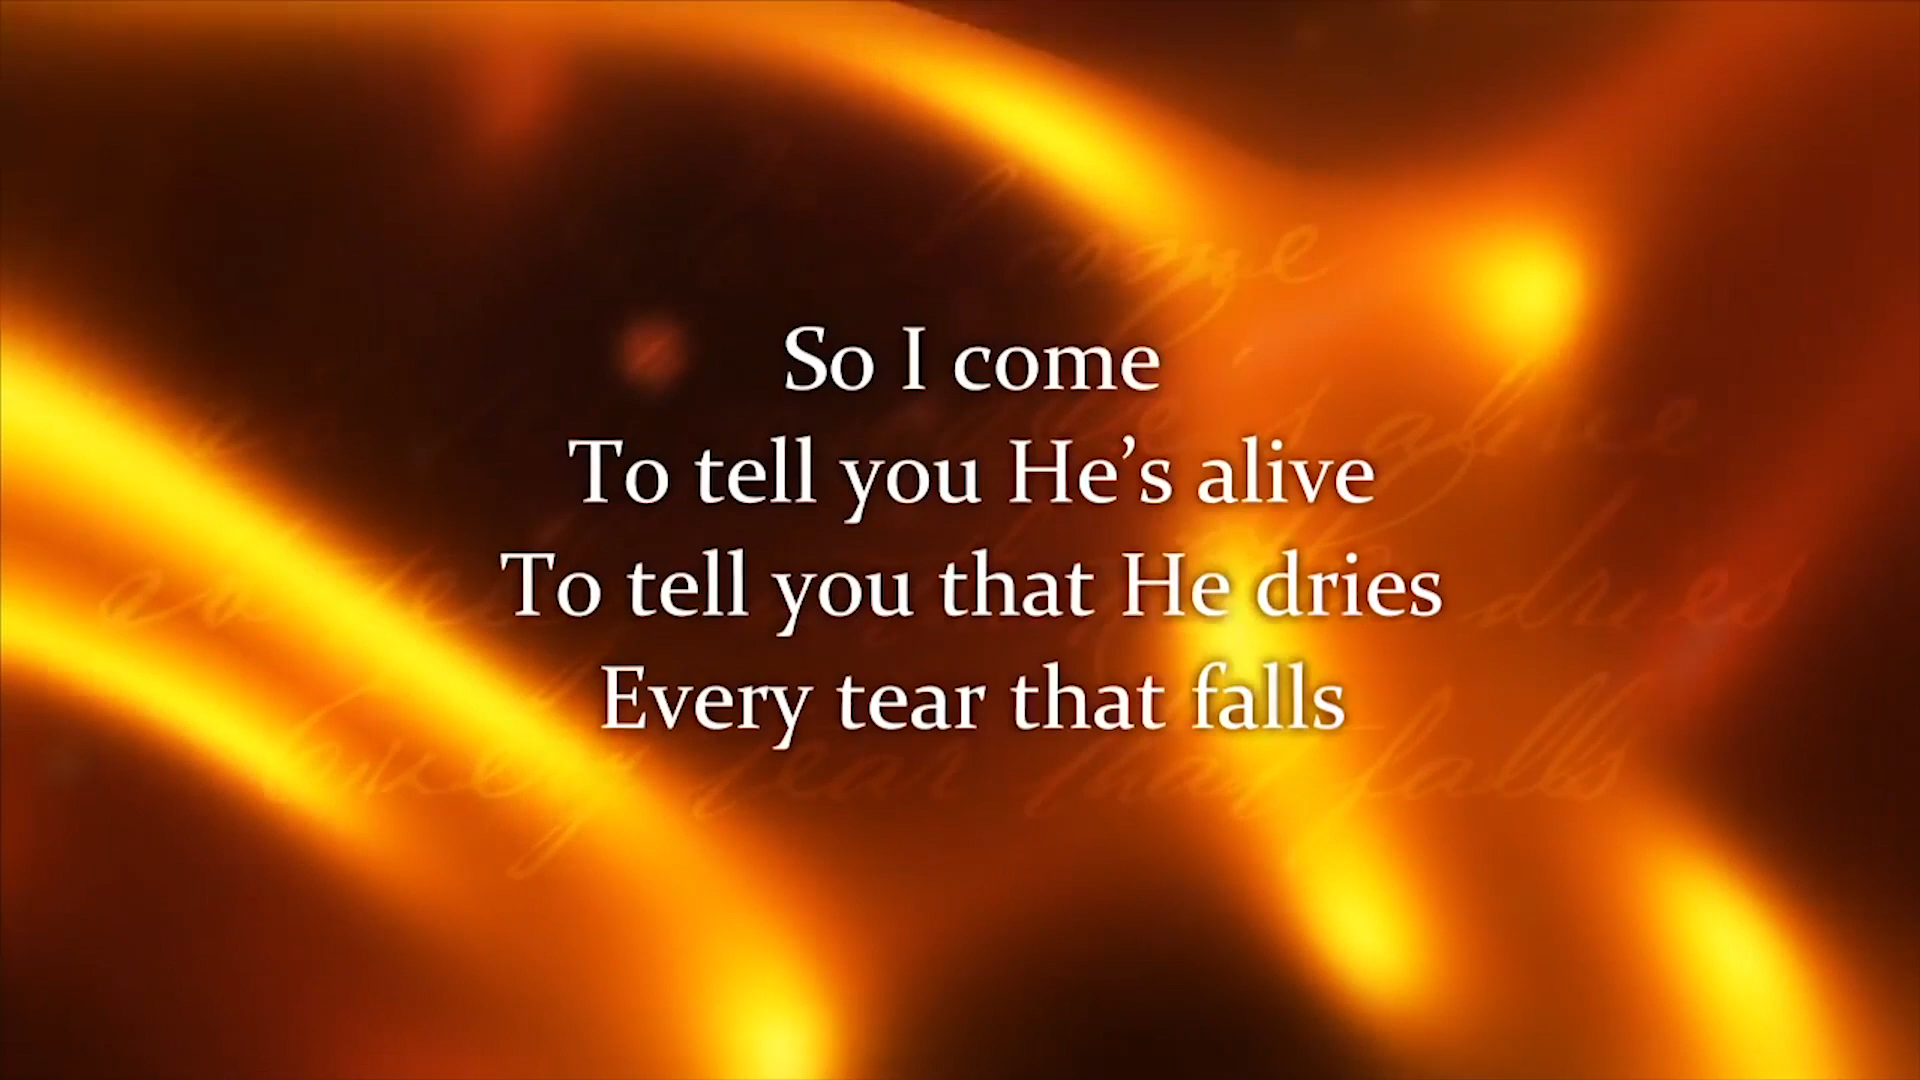 So I come
To tell you He’s alive
To tell you that He dries
Every tear that falls